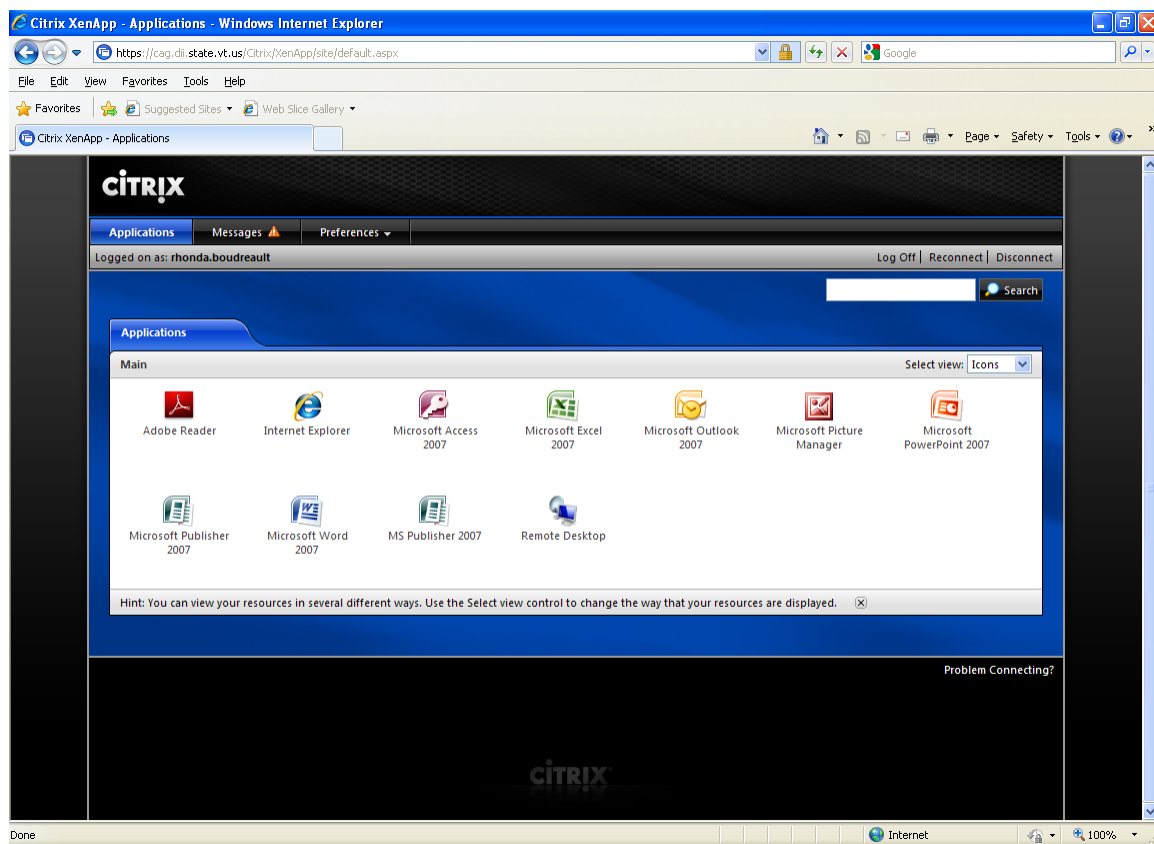 Citrix XenApp - Applications - Windows Internet Explorer
https://cag.dii.state.vt.us/Citrix/XenApp/site/default.aspx
Google
File Edit View Favorites Tools Help
Favorites Suggested Sites Web Slice Gallery
Citrix XenApp - Applications Page Safety Tools
CITRIX
Applications Messages Preferences
Logged on as: rhonda.boudreault Log Off | Reconnect | Disconnect
Search
Applications
Main Select view: Icons
Adobe Reader
Internet Explorer
Microsoft Access
2007
Microsoft Excel
2007
Microsoft Outlook
2007
Microsoft Picture
Manager
Microsoft
PowerPoint 2007
Microsoft Publisher
2007
Microsoft Word
2007
MS Publisher 2007
Remote Desktop
Hint: You can view your resources in several different ways. Use the Select view control to change the way that your resources are displayed.
Problem Connecting?
CITRIX
Done Internet 100%